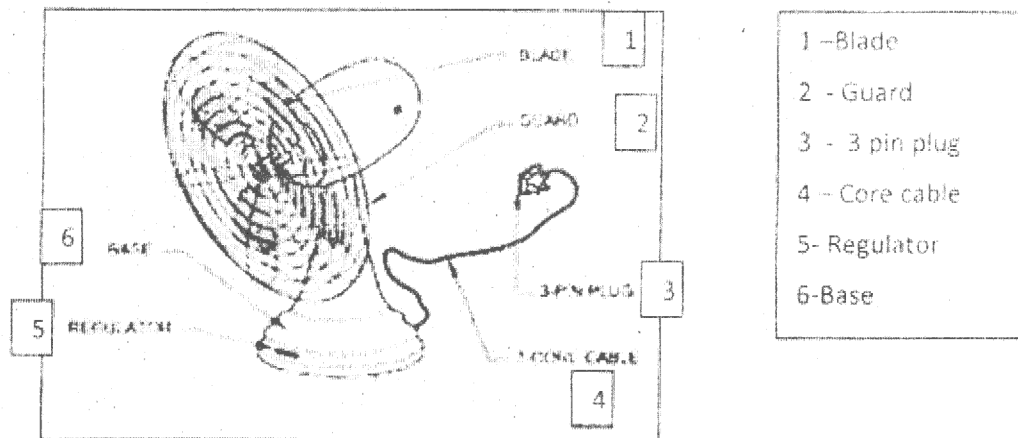 1
BLADE
GUARD
2
6
BASE
3-PIN PLUG
3
5
REGULATOR
CABLE
4
1 –Blade
2 - Guard
3 - 3 pin plug
4 – Core cable
5- Regulator
6-Base